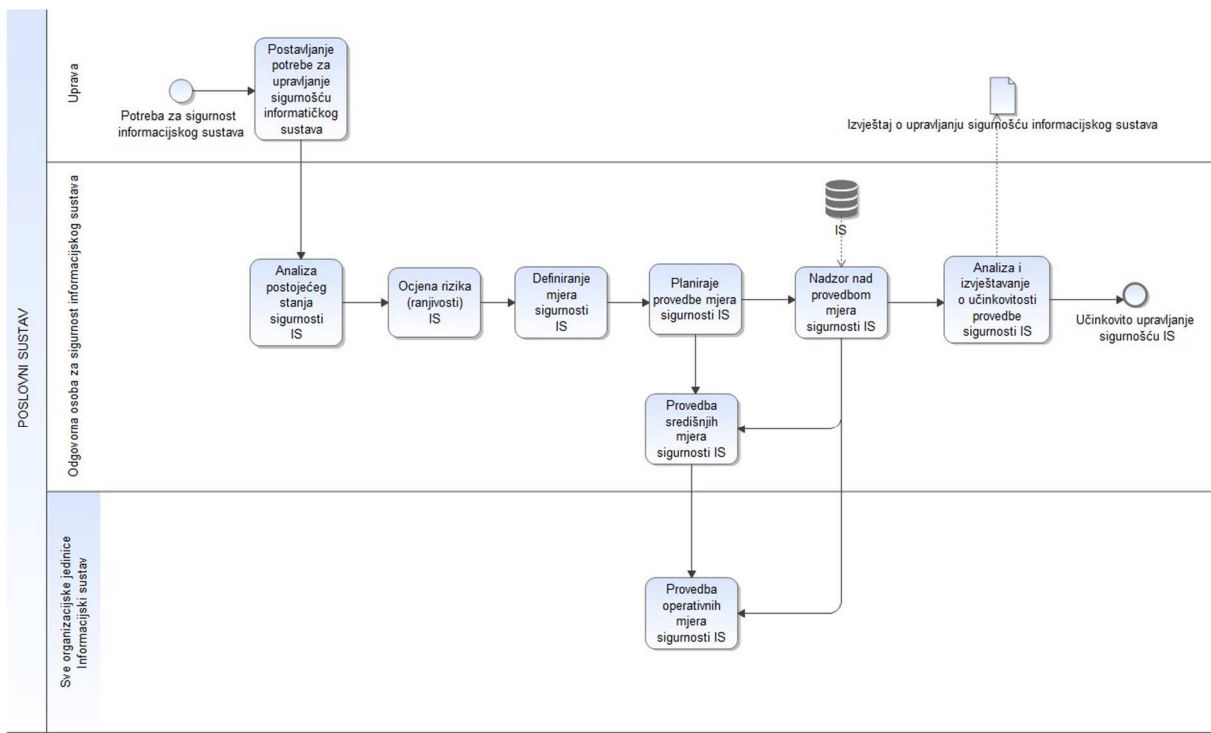 POSLOVNI SUSTAV
Uprava
Potreba za sigurnost
informacijskog sustava
Postavljanje
potrebe za
upravljanje
sigurnošću
informatičkog
sustava
Izvještaj o upravljanju sigurnošću informacijskog sustava
Odgovorna osoba za sigurnost informacijskog sustava
Analiza
postojećeg
stanja
sigurnosti
IS
Ocjena rizika
(ranjivosti)
IS
Definiranje
mjera
sigurnosti
IS
Planiraje
provedbe mjera
sigurnosti IS
IS
Nadzor nad
provedbom
mjera
sigurnosti IS
Analiza i
izvještavanje
o učinkovitosti
provedbe
sigurnosti IS
Učinkovito upravljanje
sigurnošću IS
Provedba
središnjih
mjera
sigurnosti IS
Sve organizacijske jedinice
Informacijski sustav
Provedba
operativnih
mjera
sigurnosti IS